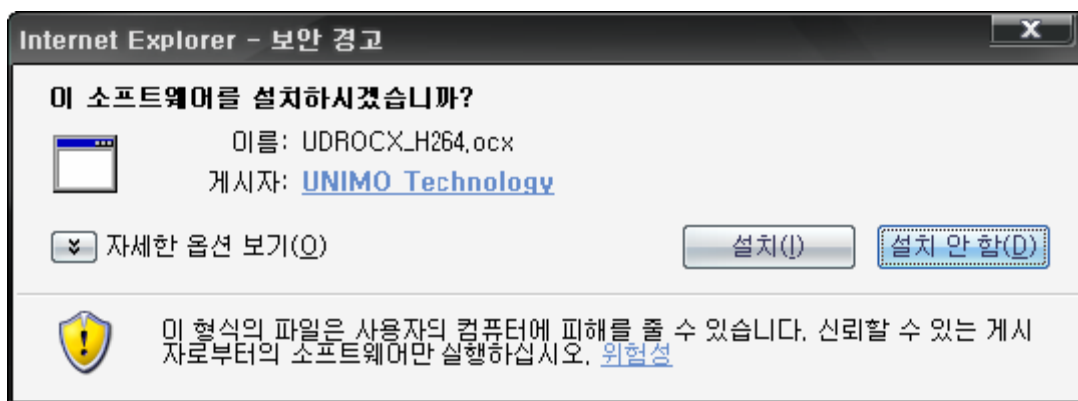 Internet Explorer - 보안 경고
이 소프트웨어를 설치하시겠습니까?
이름: UDROCX_H264.ocx
게시자: UNIMO Technology
자세한 옵션 보기(O)
설치(I)
설치 안 함(D)
이 형식의 파일은 사용자의 컴퓨터에 피해를 줄 수 있습니다. 신뢰할 수 있는 게시
자로부터의 소프트웨어만 실행하십시오. 위험성